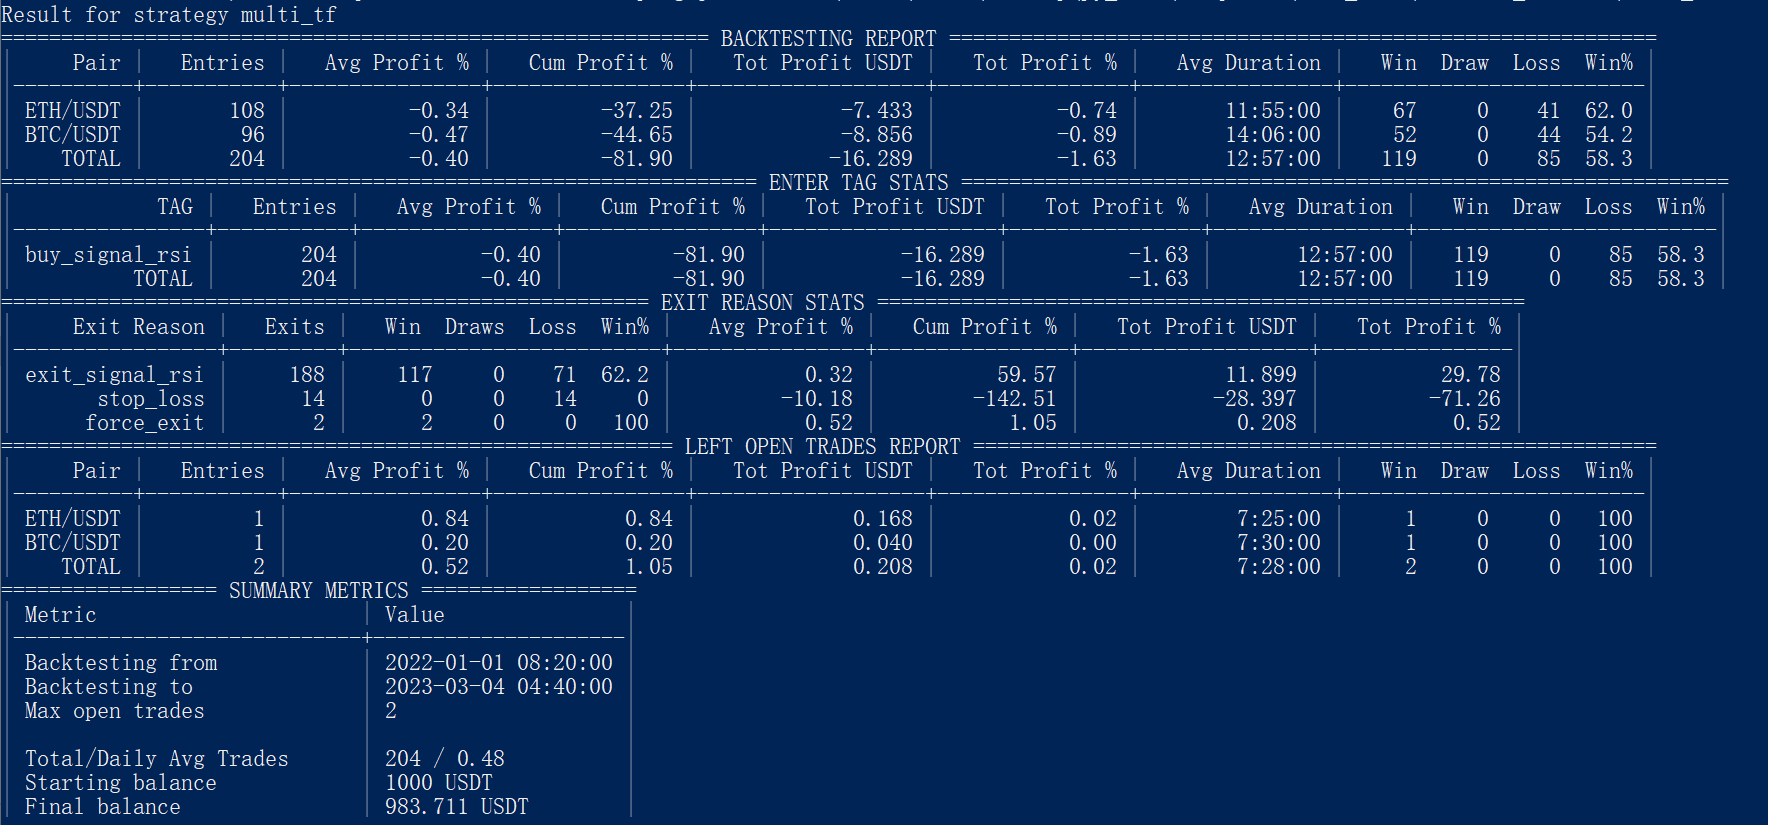 Result for strategy multi_tf
=========================================================== BACKTESTING REPORT ===========================================================
| Pair | Entries | Avg Profit % | Cum Profit % | Tot Profit USDT | Tot Profit % | Avg Duration | Win Draw Loss Win% |
|----------+-----------+----------------+----------------+-------------------+----------------+----------------+-------------------------|
| ETH/USDT | 108 | -0.34 | -37.25 | -7.433 | -0.74 | 11:55:00 | 67 0 41 62.0 |
| BTC/USDT | 96 | -0.47 | -44.65 | -8.856 | -0.89 | 14:06:00 | 52 0 44 54.2 |
| TOTAL | 204 | -0.40 | -81.90 | -16.289 | -1.63 | 12:57:00 | 119 0 85 58.3 |
=============================================================== ENTER TAG STATS ================================================================
| TAG | Entries | Avg Profit % | Cum Profit % | Tot Profit USDT | Tot Profit % | Avg Duration | Win Draw Loss Win% |
|----------------+-----------+----------------+----------------+-------------------+----------------+----------------+-------------------------|
| buy_signal_rsi | 204 | -0.40 | -81.90 | -16.289 | -1.63 | 12:57:00 | 119 0 85 58.3 |
| TOTAL | 204 | -0.40 | -81.90 | -16.289 | -1.63 | 12:57:00 | 119 0 85 58.3 |
====================================================== EXIT REASON STATS ======================================================
| Exit Reason | Exits | Win Draws Loss Win% | Avg Profit % | Cum Profit % | Tot Profit USDT | Tot Profit % |
|-----------------+---------+--------------------------+----------------+----------------+-------------------+----------------|
| exit_signal_rsi | 188 | 117 0 71 62.2 | 0.32 | 59.57 | 11.899 | 29.78 |
| stop_loss | 14 | 0 0 14 0 | -10.18 | -142.51 | -28.397 | -71.26 |
| force_exit | 2 | 2 0 0 100 | 0.52 | 1.05 | 0.208 | 0.52 |
======================================================== LEFT OPEN TRADES REPORT =========================================================
| Pair | Entries | Avg Profit % | Cum Profit % | Tot Profit USDT | Tot Profit % | Avg Duration | Win Draw Loss Win% |
|----------+-----------+----------------+----------------+-------------------+----------------+----------------+-------------------------|
| ETH/USDT | 1 | 0.84 | 0.84 | 0.168 | 0.02 | 7:25:00 | 1 0 0 100 |
| BTC/USDT | 1 | 0.20 | 0.20 | 0.040 | 0.00 | 7:30:00 | 1 0 0 100 |
| TOTAL | 2 | 0.52 | 1.05 | 0.208 | 0.02 | 7:28:00 | 2 0 0 100 |
================== SUMMARY METRICS ==================
| Metric | Value |
|-----------------------------+---------------------|
| Backtesting from | 2022-01-01 08:20:00 |
| Backtesting to | 2023-03-04 04:40:00 |
| Max open trades | 2 |
| Total/Daily Avg Trades | 204 / 0.48 |
| Starting balance | 1000 USDT |
| Final balance | 983.711 USDT |